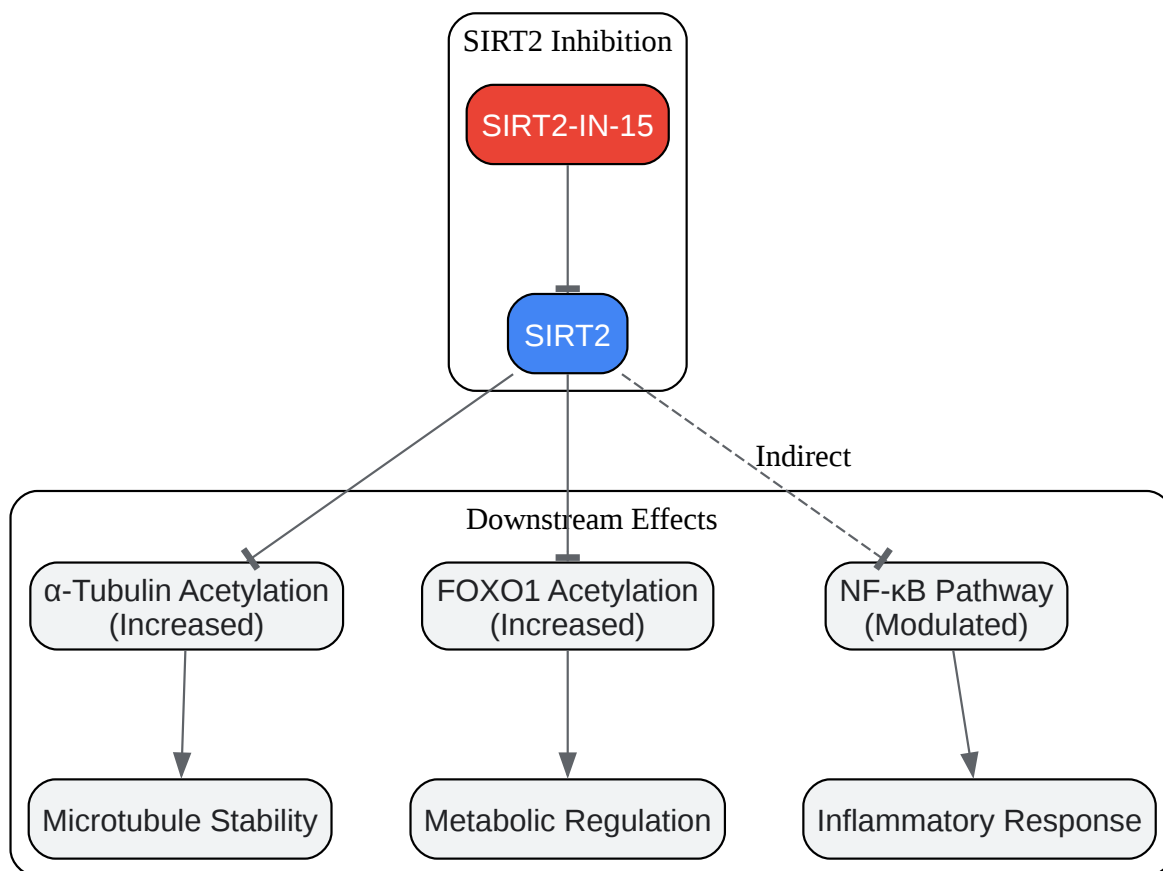 SIRT2 Inhibition
SIRT2-IN-15
SIRT2
Indirect
Downstream Effects
α-Tubulin Acetylation
(Increased)
FOXO1 Acetylation
(Increased)
NF-κB Pathway
(Modulated)
Microtubule Stability
Metabolic Regulation
Inflammatory Response